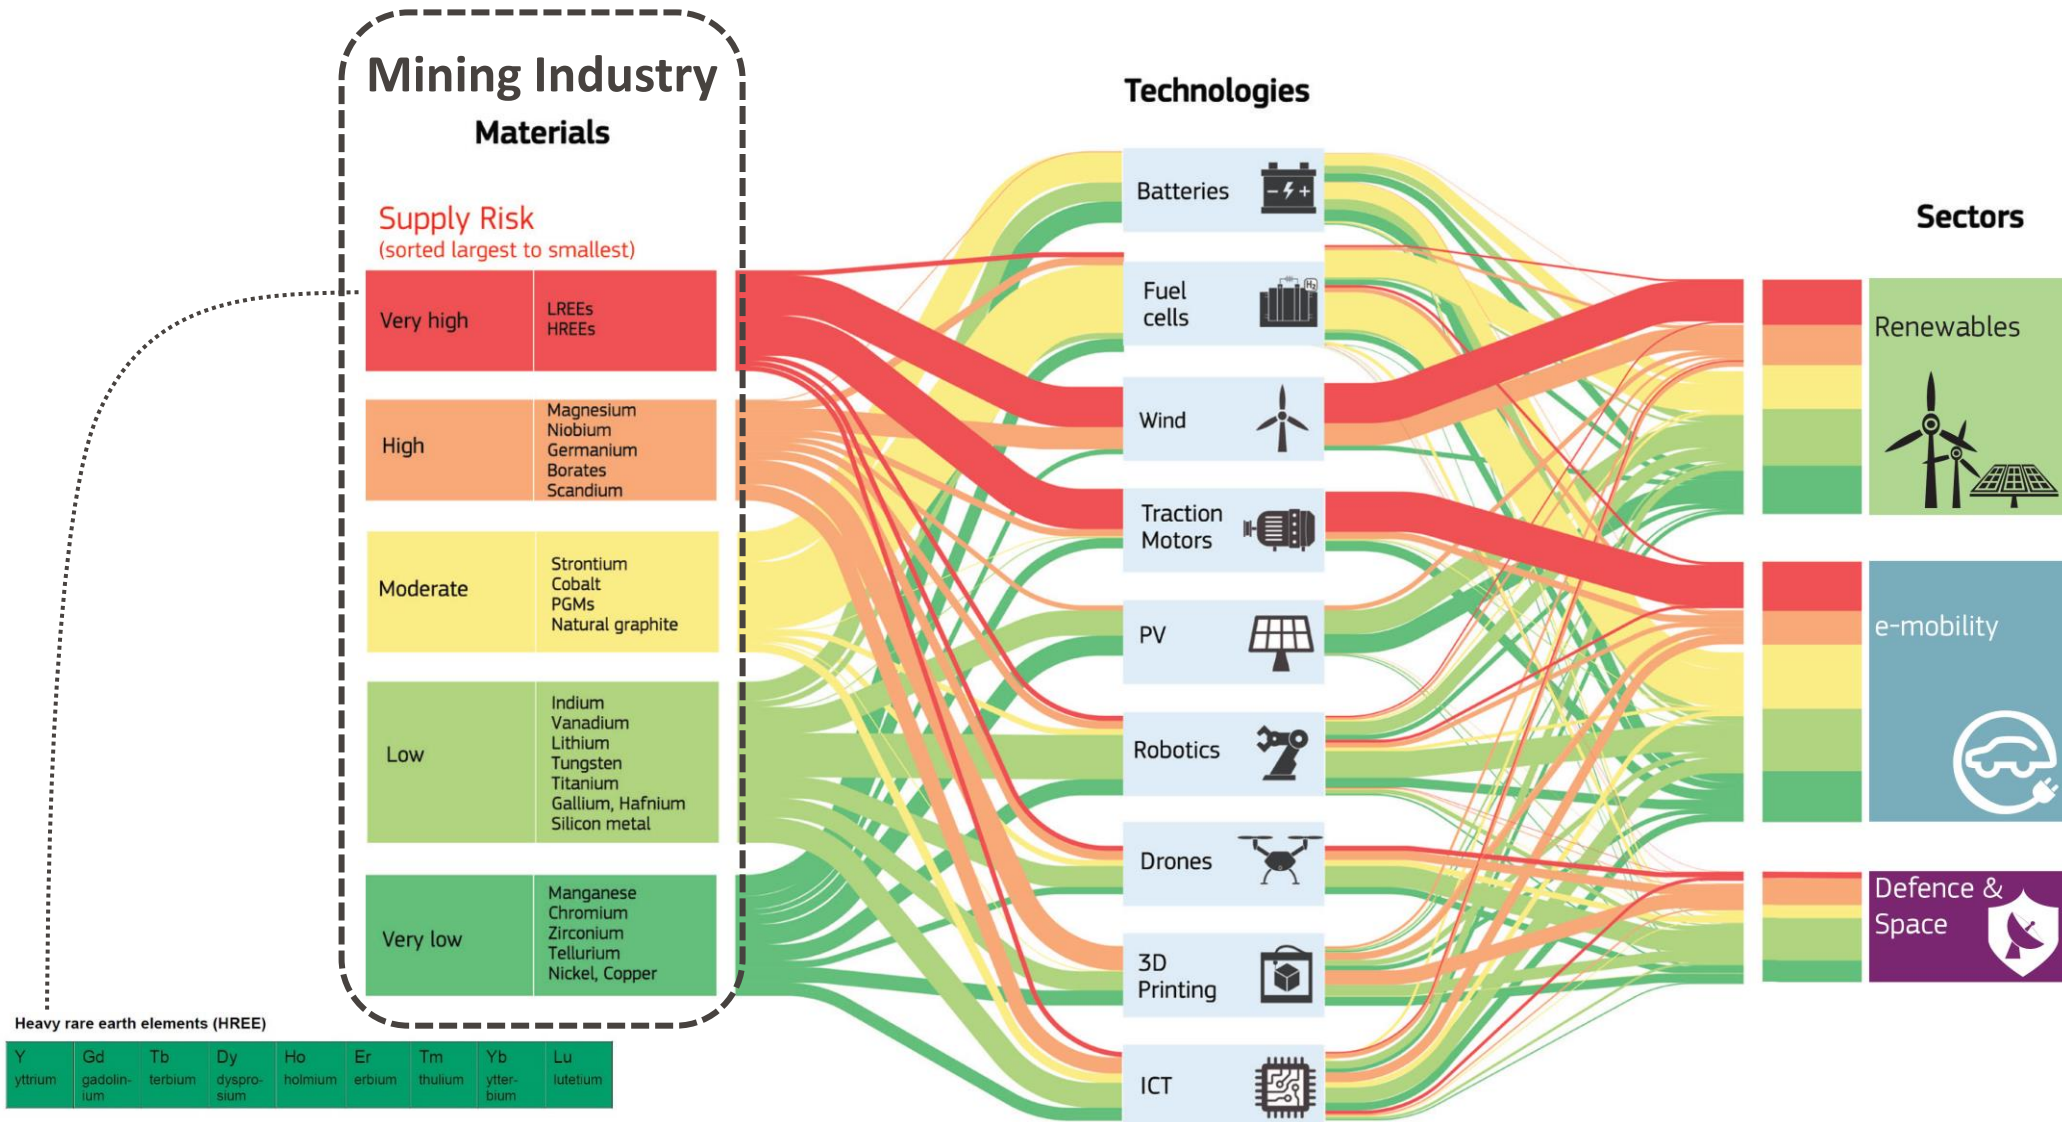 Mining Industry
Materials
Supply Risk
(sorted largest to smallest)
Very high
LREEs
HREEs
High
Magnesium
Niobium
Germanium
Borates
Scandium
Moderate
Strontium
Cobalt
PGMs
Natural graphite
Low
Indium
Vanadium
Lithium
Tungsten
Titanium
Gallium, Hafnium
Silicon metal
Very low
Manganese
Chromium
Zirconium
Tellurium
Nickel, Copper
Technologies
Batteries
Fuel
cells
H₂
Wind
Traction
Motors
PV
Robotics
Drones
3D
Printing
ICT
Sectors
Renewables
e-mobility
Defence &
Space
Heavy rare earth elements (HREE)
Y
yttrium
Gd
gadolin-
ium
Tb
terbium
Dy
dyspro-
sium
Ho
holmium
Er
erbium
Tm
thulium
Yb
ytter-
bium
Lu
lutetium